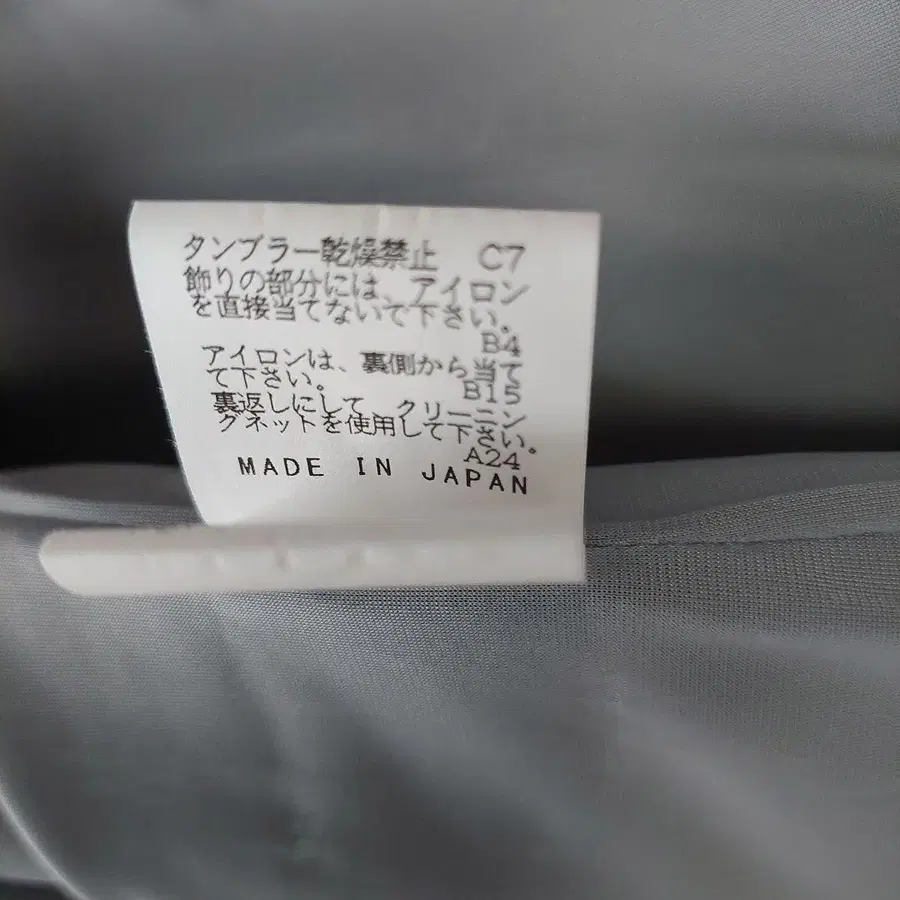 タンブラー乾燥禁止 C7
飾りの部分には、アイロン
を直接当てないで下さい。
B4
アイロンは、裏側から当て
て下さい。
B15
裏返しにして クリーニン
グネットを使用して下さい。
A24
MADE IN JAPAN